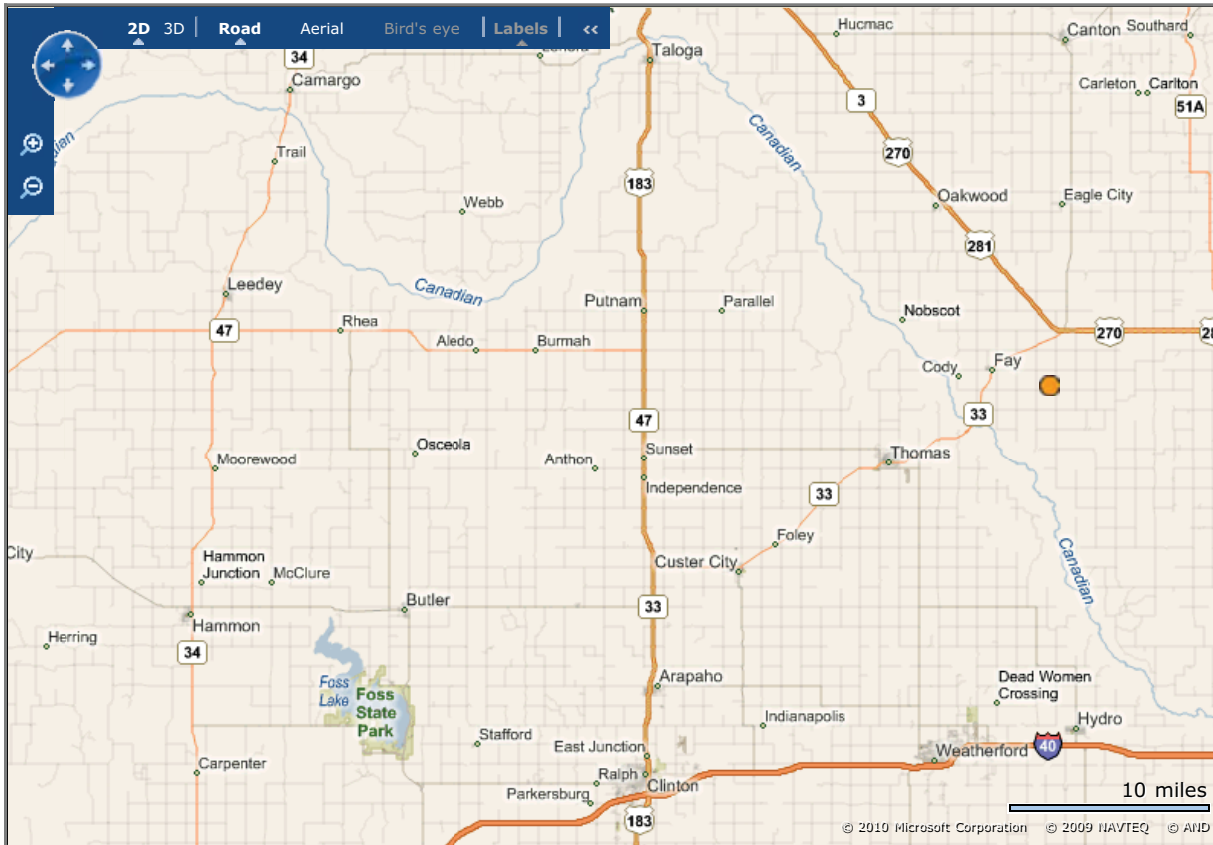 2D 3D Road Aerial Bird's eye Labels <<
Hucmac
Canton Southard
Taloga
34
Camargo
Carleton Carlton
3
51A
Canadian
Trail
270
183
Webb
Oakwood
Eagle City
281
Leedey
Canadian
Putnam
Parallel
Nobscot
47
Rhea
Aledo
Burmah
270
28
Cody
Fay
33
47
Osceola
Sunset
Thomas
Moorewood
Anthon
Independence
33
Foley
City
Hammon
Junction
McClure
Custer City
Canadian
Butler
33
Hammon
Herring
34
Foss
Lake
Foss
State
Park
Arapaho
Dead Women
Crossing
Indianapolis
Hydro
Stafford
East Junction
Weatherford
40
Carpenter
Ralph
Clinton
Parkersburg
10 miles
183
© 2010 Microsoft Corporation © 2009 NAVTEQ © AND